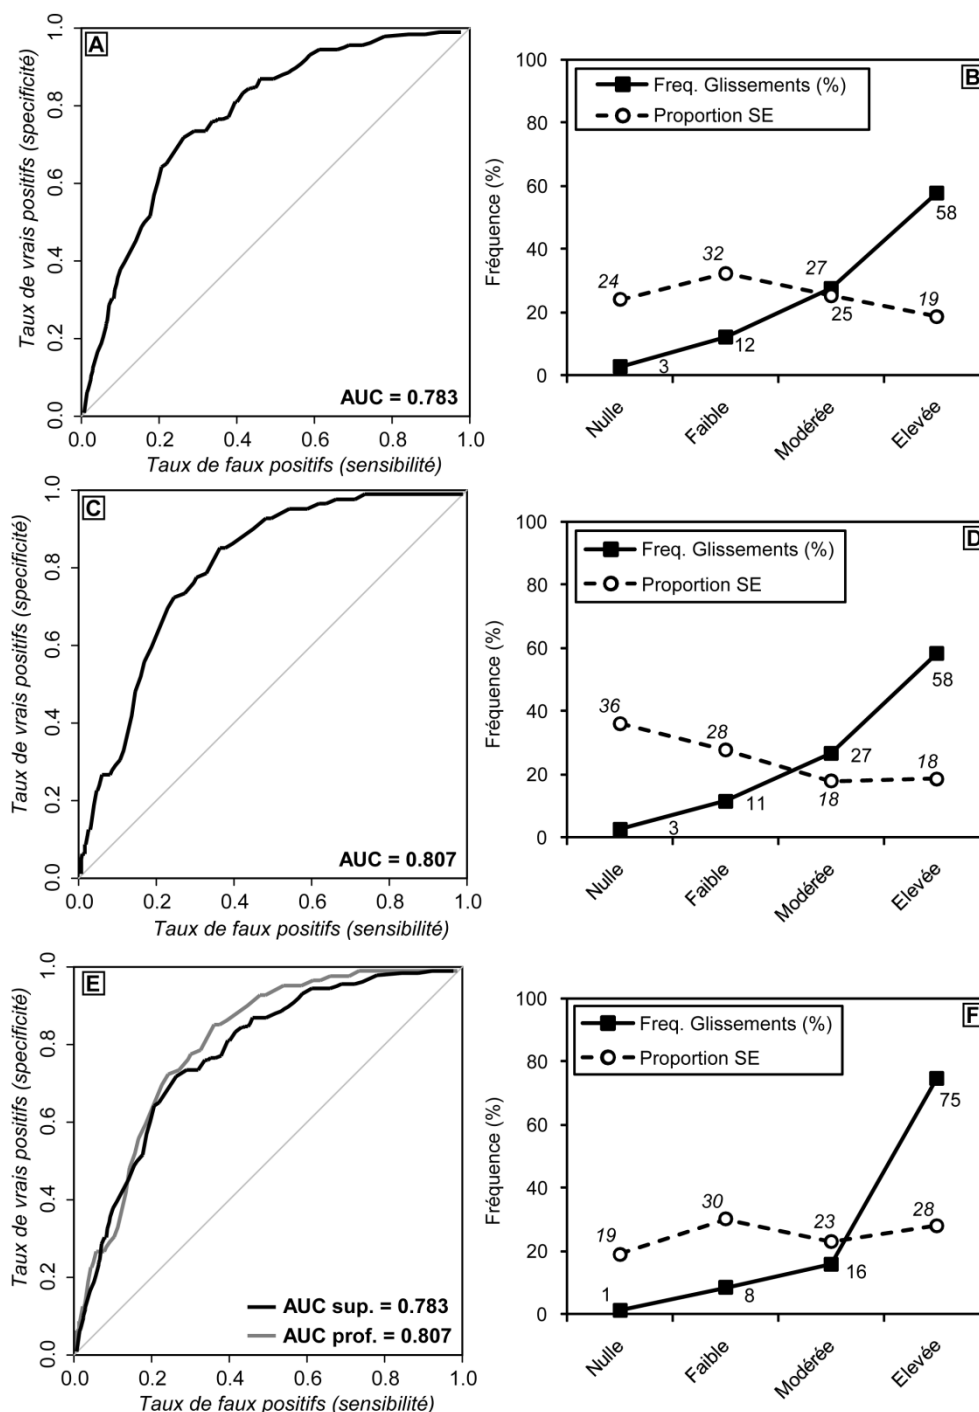 A
Taux de vrais positifs (specificité)
1.0
0.8
0.6
0.4
0.2
0.0
AUC = 0.783
0.0 0.2 0.4 0.6 0.8 1.0
Taux de faux positifs (sensibilité)
B
Freq. Glissements (%)
Proportion SE
Fréquence (%)
100
80
60
40
20
0
24
32
27
19
3
12
25
58
Nulle
Faible
Modérée
Elevée
C
Taux de vrais positifs (specificité)
1.0
0.8
0.6
0.4
0.2
0.0
AUC = 0.807
0.0 0.2 0.4 0.6 0.8 1.0
Taux de faux positifs (sensibilité)
D
Freq. Glissements (%)
Proportion SE
Fréquence (%)
100
80
60
40
20
0
36
28
18
18
3
11
27
58
Nulle
Faible
Modérée
Elevée
E
Taux de vrais positifs (specificité)
1.0
0.8
0.6
0.4
0.2
0.0
AUC sup. = 0.783
AUC prof. = 0.807
0.0 0.2 0.4 0.6 0.8 1.0
Taux de faux positifs (sensibilité)
F
Freq. Glissements (%)
Proportion SE
Fréquence (%)
100
80
60
40
20
0
19
30
23
28
1
8
16
75
Nulle
Faible
Modérée
Elevée